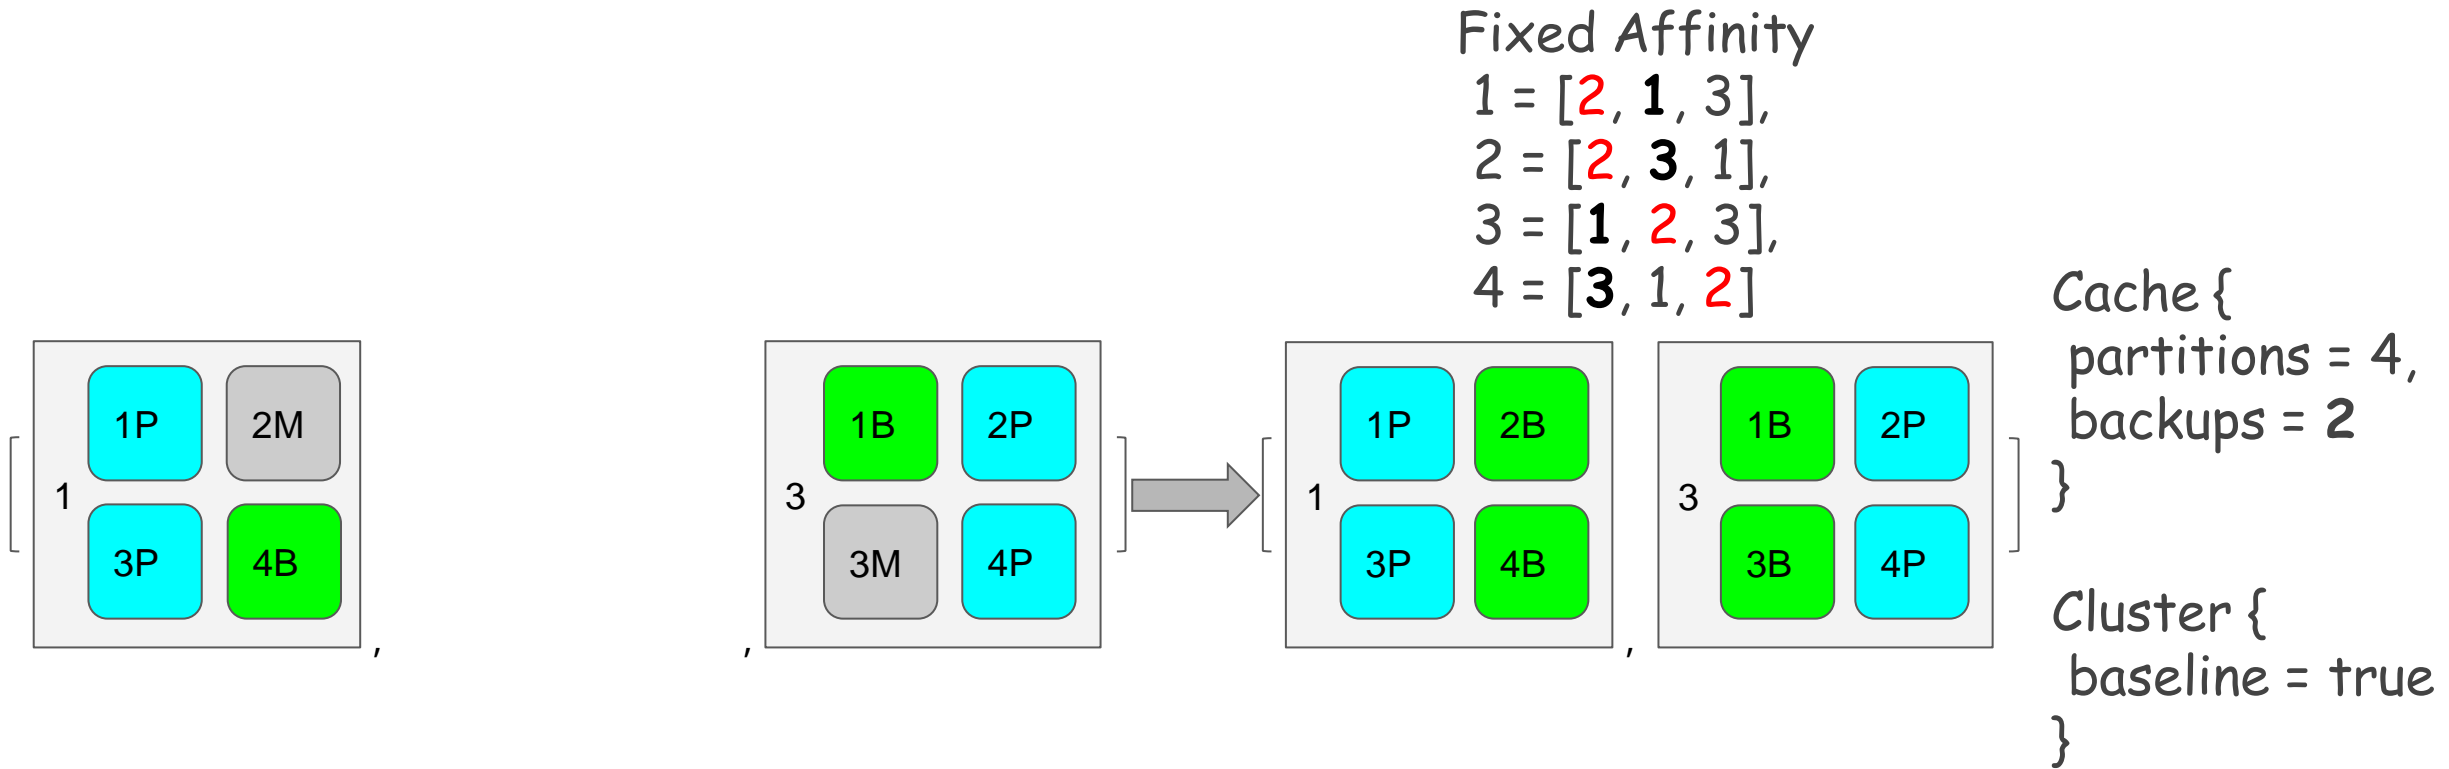 Fixed Affinity
1 = [2, 1, 3],
2 = [2, 3, 1],
3 = [1, 2, 3],
4 = [3, 1, 2]
Cache {
partitions = 4,
backups = 2
}
Cluster {
baseline = true
}
[
1
1P
2M
3P
4B
,
,
3
1B
2P
3M
4P
]
[
1
1P
2B
3P
4B
,
3
1B
2P
3B
4P
]